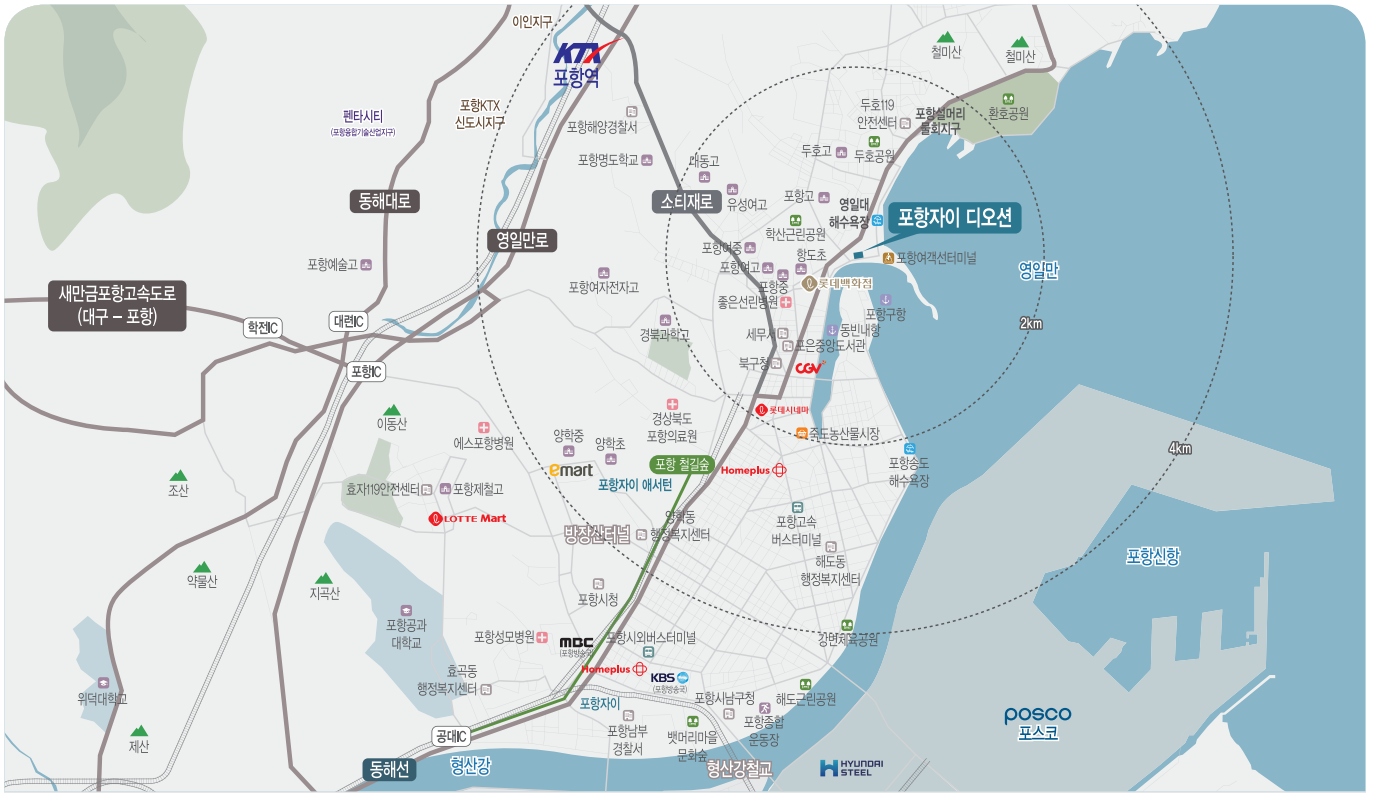 이인지구
KTX
포항역
철미산
철미산
펜타시티
(포항융합기술산업지구)
포항KTX
신도시지구
포항해양경찰서
두호119
안전센터
포항설머리
물회지구
환호공원
포항명도학교
대동고
두호고
두호공원
동해대로
소티재로
유성여고
포항고
영일대
해수욕장
포항자이 디오션
영일만로
학산근린공원
포항여중
항도초
포항여객선터미널
포항예술고
포항여고
포항중
영일만
포항여자전자고
롯데백화점
새만금포항고속도로
(대구 – 포항)
좋은선린병원
포항구항
학전IC
대련IC
경북과학고
세무서
동빈내항
2km
포은중앙도서관
북구청
CGV
포항IC
이동산
경상북도
포항의료원
롯데시네마
에스포항병원
양학중
양학초
죽도농산물시장
4km
emart
포항 철길숲
Homeplus
포항송도
해수욕장
조산
효자119안전센터
포항제철고
포항자이 애서턴
LOTTE Mart
방장산터널
양학동
행정복지센터
포항고속
버스터미널
해도동
행정복지센터
포항신항
약물산
지곡산
포항시청
포항공과
대학교
포항성모병원
MBC
(포항방송국)
포항시외버스터미널
강변체육공원
Homeplus
KBS
(포항방송국)
효곡동
행정복지센터
위덕대학교
포항자이
포항시남구청
해도근린공원
포항남부
경찰서
뱃머리마을
문화숲
포항종합
운동장
posco
포스코
제산
공대IC
동해선
형산강
형산강철교
HYUNDAI
STEEL